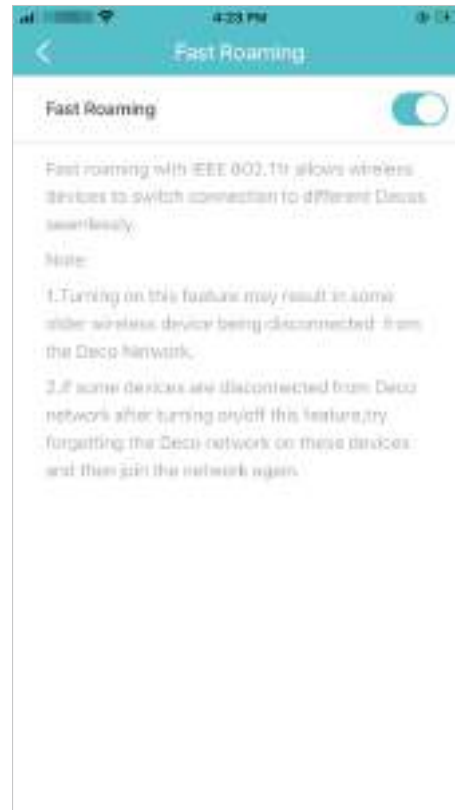 4:23 PM
Fast Roaming
Fast Roaming
Fast roaming with IEEE 802.11r allows wireless
devices to switch connection to different Decos
seamlessly.
Note:
1.Turning on this feature may result in some
older wireless device being disconnected from
the Deco Network.
2.If some devices are disconnected from Deco
network after turning on/off this feature,try
forgetting the Deco network on these devices
and then join the network again.